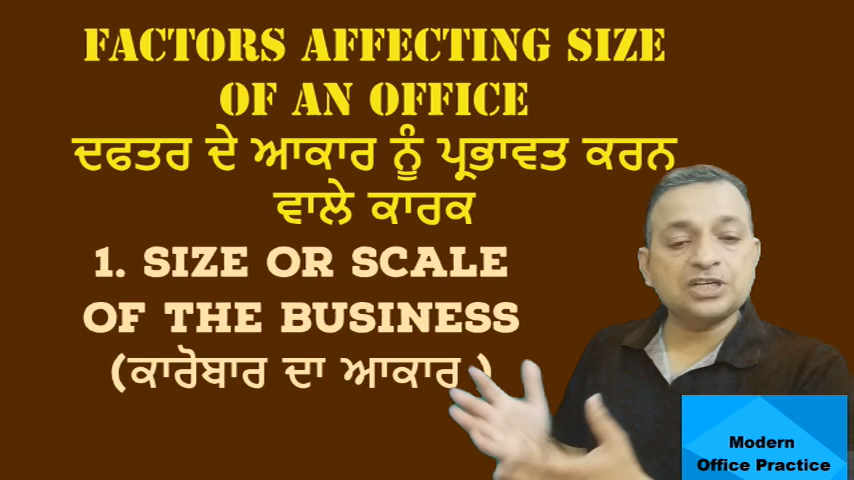 FACTORS AFFECTING SIZE
OF AN OFFICE
ਦਫਤਰ ਦੇ ਆਕਾਰ ਨੂੰ ਪ੍ਰਭਾਵਤ ਕਰਨ
ਵਾਲੇ ਕਾਰਕ
1. SIZE OR SCALE
OF THE BUSINESS
(ਕਾਰੋਬਾਰ ਦਾ ਆਕਾਰ )
Modern
Office Practice